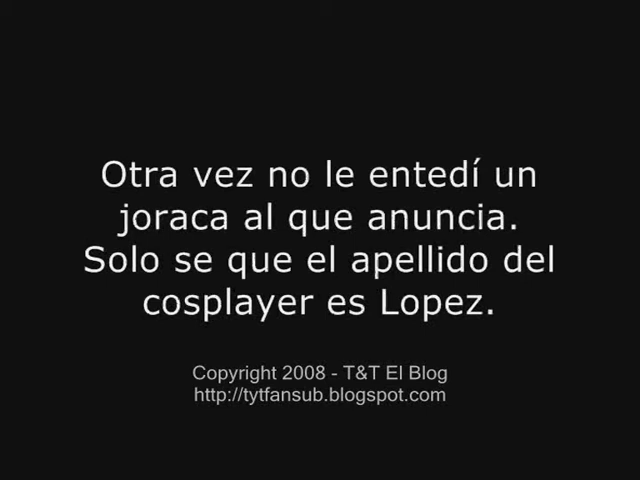 Otra vez no le entedí un
joraca al que anuncia.
Solo se que el apellido del
cosplayer es Lopez.
Copyright 2008 - T&T El Blog
http://tytfansub.blogspot.com